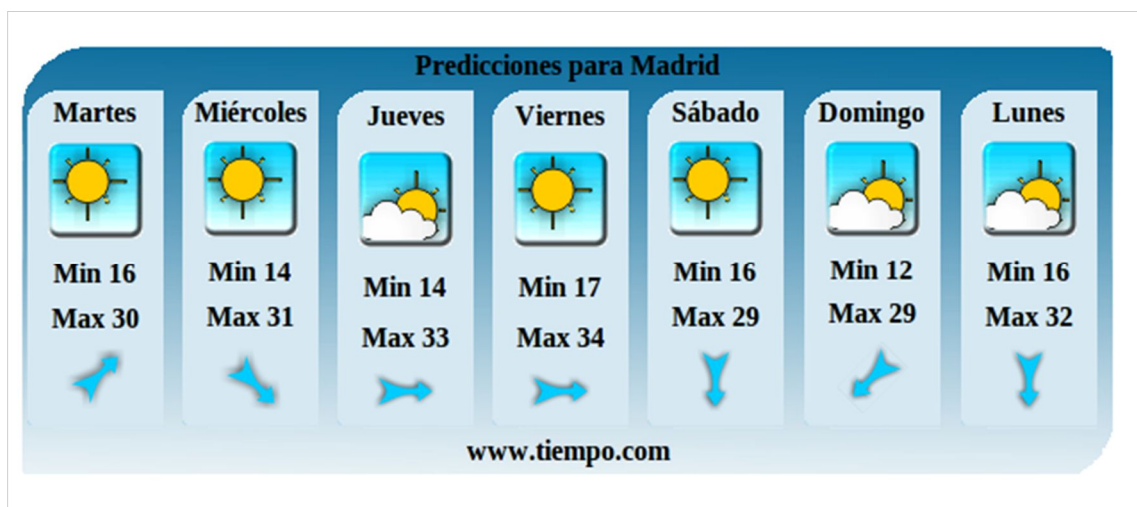 Predicciones para Madrid
Martes
Min 16
Max 30
Miércoles
Min 14
Max 31
Jueves
Min 14
Max 33
Viernes
Min 17
Max 34
Sábado
Min 16
Max 29
Domingo
Min 12
Max 29
Lunes
Min 16
Max 32
www.tiempo.com